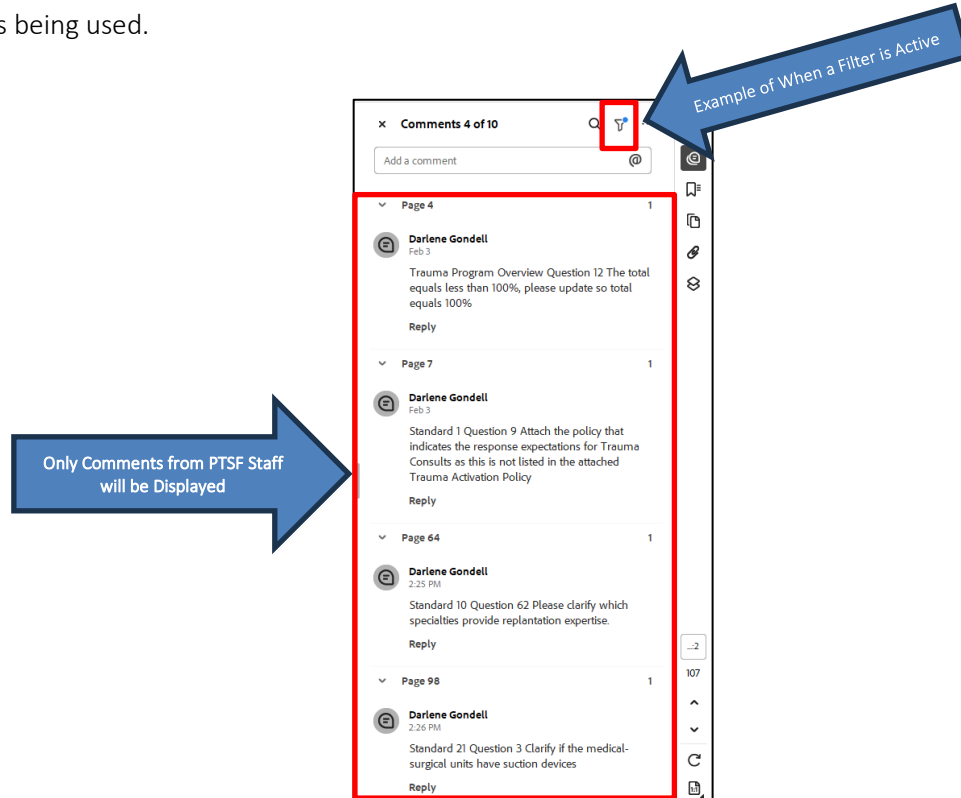 s being used.
Example of When a Filter is Active
× Comments 4 of 10
Add a comment @
Page 4 1
Darlene Gondell
Feb 3
Trauma Program Overview Question 12 The total
equals less than 100%, please update so total
equals 100%
Reply
Page 7 1
Darlene Gondell
Feb 3
Standard 1 Question 9 Attach the policy that
indicates the response expectations for Trauma
Consults as this is not listed in the attached
Trauma Activation Policy
Reply
Only Comments from PTSF Staff
will be Displayed
Page 64 1
Darlene Gondell
2:25 PM
Standard 10 Question 62 Please clarify which
specialties provide replantation expertise.
Reply
Page 98 1
Darlene Gondell
2:26 PM
Standard 21 Question 3 Clarify if the medical-
surgical units have suction devices
Reply
...2
107
1:1